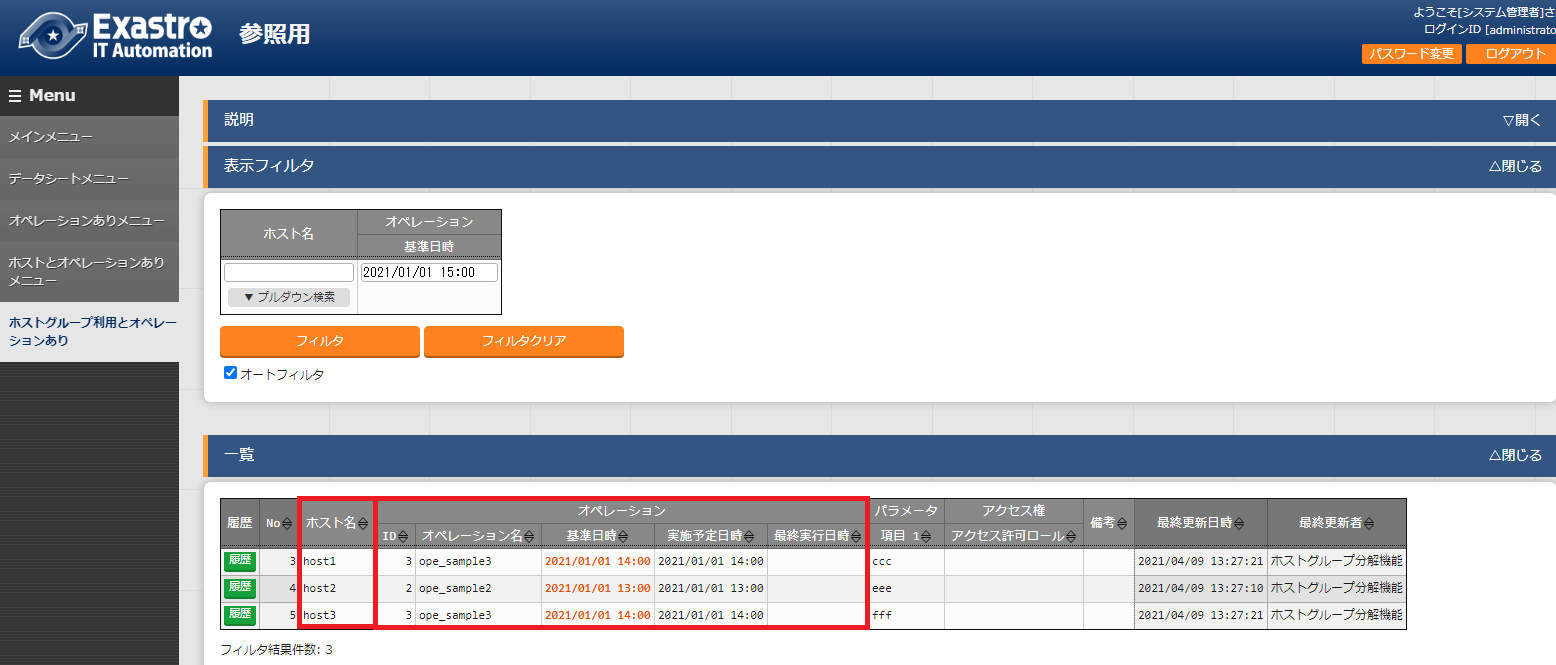 Exastro
IT Automation
参照用
ようこそ[システム管理者]さ
ログインID [administrato
パスワード変更 ログアウト
Menu
メインメニュー
データシートメニュー
オペレーションありメニュー
ホストとオペレーションあり
メニュー
ホストグループ利用とオペレー
ションあり
説明 ▽開く
表示フィルタ △閉じる
ホスト名 オペレーション
基準日時
2021/01/01 15:00
▼ プルダウン検索
フィルタ フィルタクリア
オートフィルタ
一覧 △閉じる
履歴 No ホスト名 オペレーション パラメータ アクセス権 備考 最終更新日時 最終更新者
ID オペレーション名 基準日時 実施予定日時 最終実行日時 項目 1 アクセス許可ロール
履歴 3 host1 3 ope_sample3 2021/01/01 14:00 2021/01/01 14:00 ccc 2021/04/09 13:27:21 ホストグループ分解機能
履歴 4 host2 2 ope_sample2 2021/01/01 13:00 2021/01/01 13:00 eee 2021/04/09 13:27:10 ホストグループ分解機能
履歴 5 host3 3 ope_sample3 2021/01/01 14:00 2021/01/01 14:00 fff 2021/04/09 13:27:21 ホストグループ分解機能
フィルタ結果件数: 3